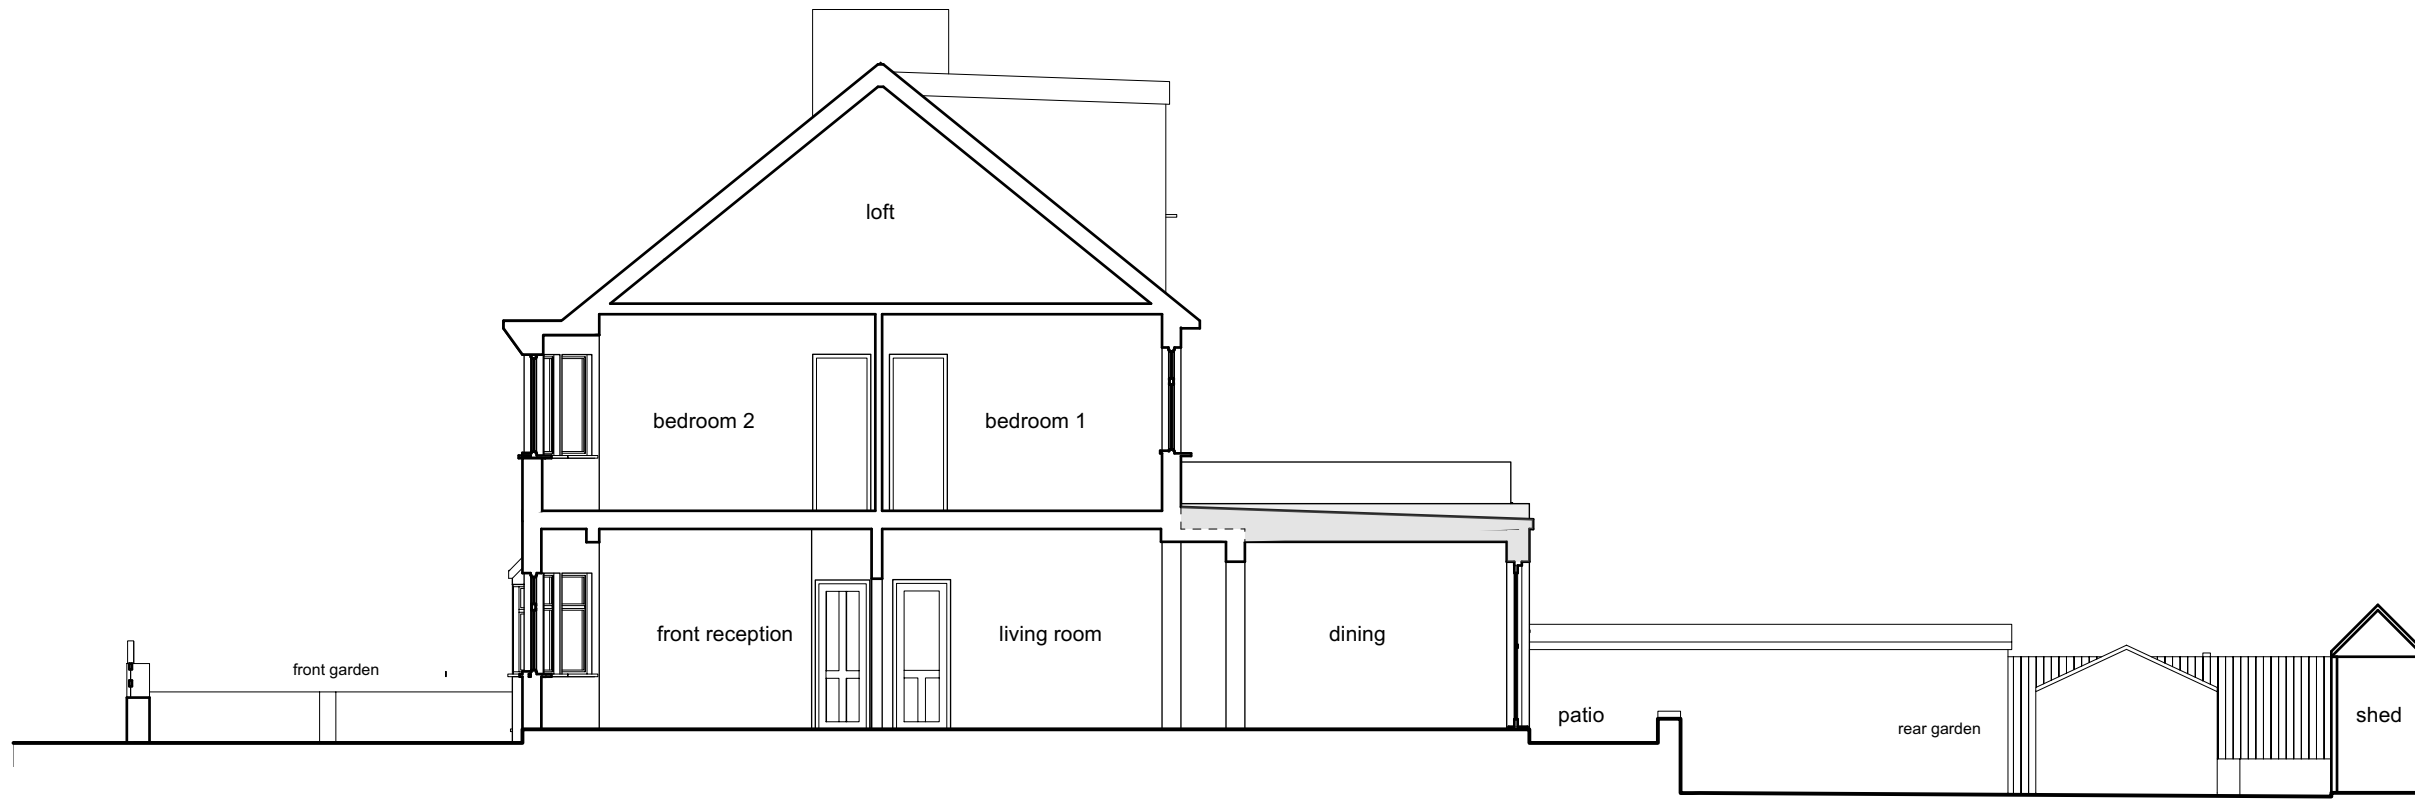 loft
bedroom 2
bedroom 1
front reception
living room
dining
front garden
patio
rear garden
shed